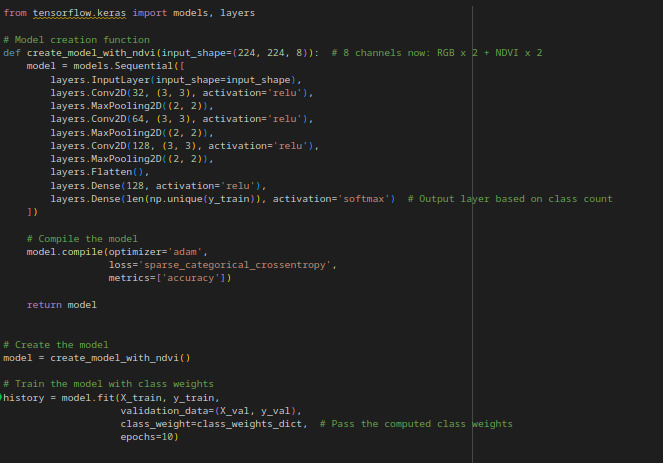 from tensorflow.keras import models, layers
# Model creation function
def create_model_with_ndvi(input_shape=(224, 224, 8)):  # 8 channels now: RGB x 2 + NDVI x 2
    model = models.Sequential([
        layers.InputLayer(input_shape=input_shape),
        layers.Conv2D(32, (3, 3), activation='relu'),
        layers.MaxPooling2D((2, 2)),
        layers.Conv2D(64, (3, 3), activation='relu'),
        layers.MaxPooling2D((2, 2)),
        layers.Conv2D(128, (3, 3), activation='relu'),
        layers.MaxPooling2D((2, 2)),
        layers.Flatten(),
        layers.Dense(128, activation='relu'),
        layers.Dense(len(np.unique(y_train)), activation='softmax')  # Output layer based on class count
    ])
    # Compile the model
    model.compile(optimizer='adam',
                  loss='sparse_categorical_crossentropy',
                  metrics=['accuracy'])
    return model
# Create the model
model = create_model_with_ndvi()
# Train the model with class weights
history = model.fit(X_train, y_train,
                    validation_data=(X_val, y_val),
                    class_weight=class_weights_dict,  # Pass the computed class weights
                    epochs=10)